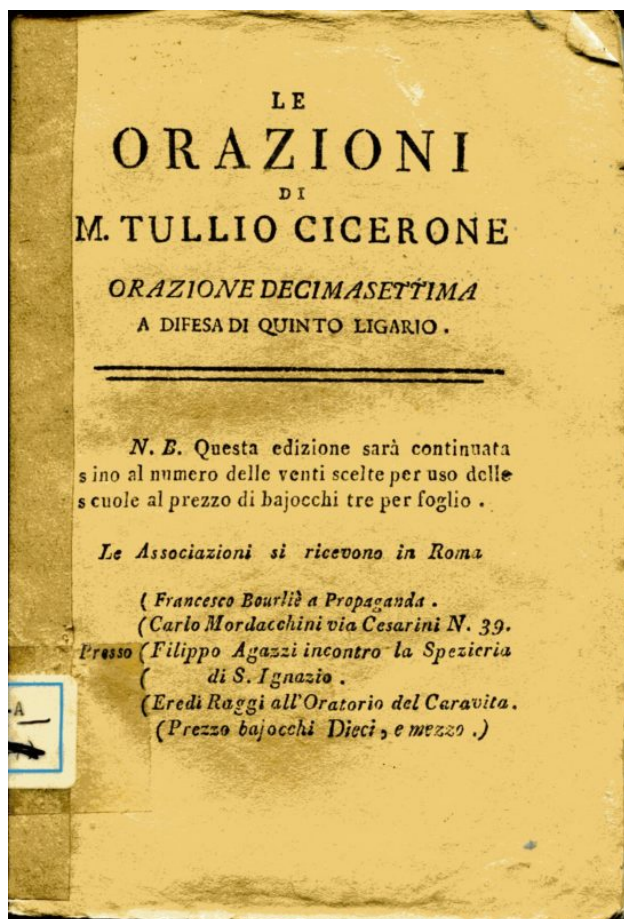 LE
ORAZIONI
DI
M. TULLIO CICERONE
ORAZIONE DECIMASETTIMA
A DIFESA DI QUINTO LIGARIO .
N. B. Questa edizione sarà continuata
sino al numero delle venti scelte per uso delle
scuole al prezzo di bajocchi tre per foglio .
Le Associazioni si ricevono in Roma
( Francesco Bourliè a Propaganda .
(Carlo Mordacchini via Cesarini N. 39.
Presso (Filippo Agazzi incontro la Spezieria
( di S. Ignazio .
(Eredi Raggi all'Oratorio del Caravita.
(Prezzo bajocchi Dieci, e mezzo .)
A